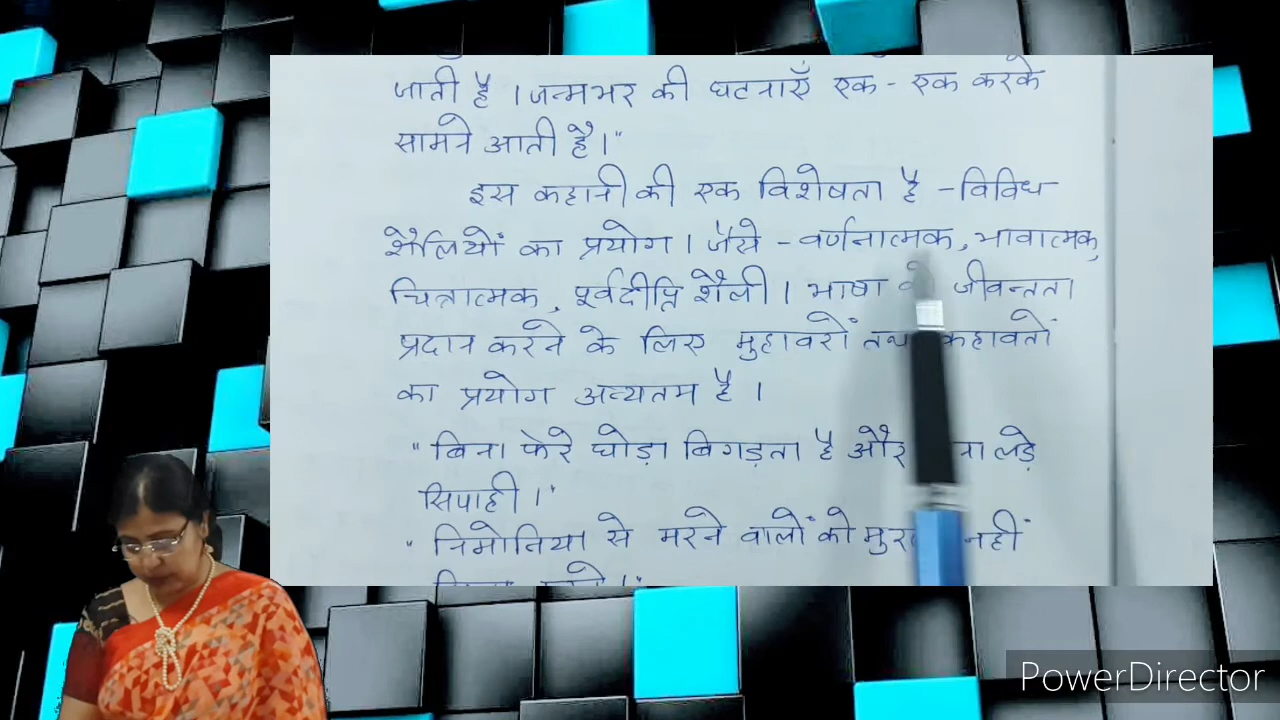 जाती है । जन्मभर की घटनाएँ एक - एक करके
सामने आती है ।"
इस कहानी की एक विशेषता है - विविध
शैलियों का प्रयोग । जैसे - वर्णनात्मक, भावात्मक,
चित्रात्मक, पूर्वदीप्ति शैली । भाषा जीवन्तता
प्रदान करने के लिए मुहावरों कहावतों
का प्रयोग अन्यतम है ।
"बिना फेरे घोड़ा बिगड़ता है और लड़े
सिपाही ।"
"निमोनिया से मरने वालों को नहीं
PowerDirector